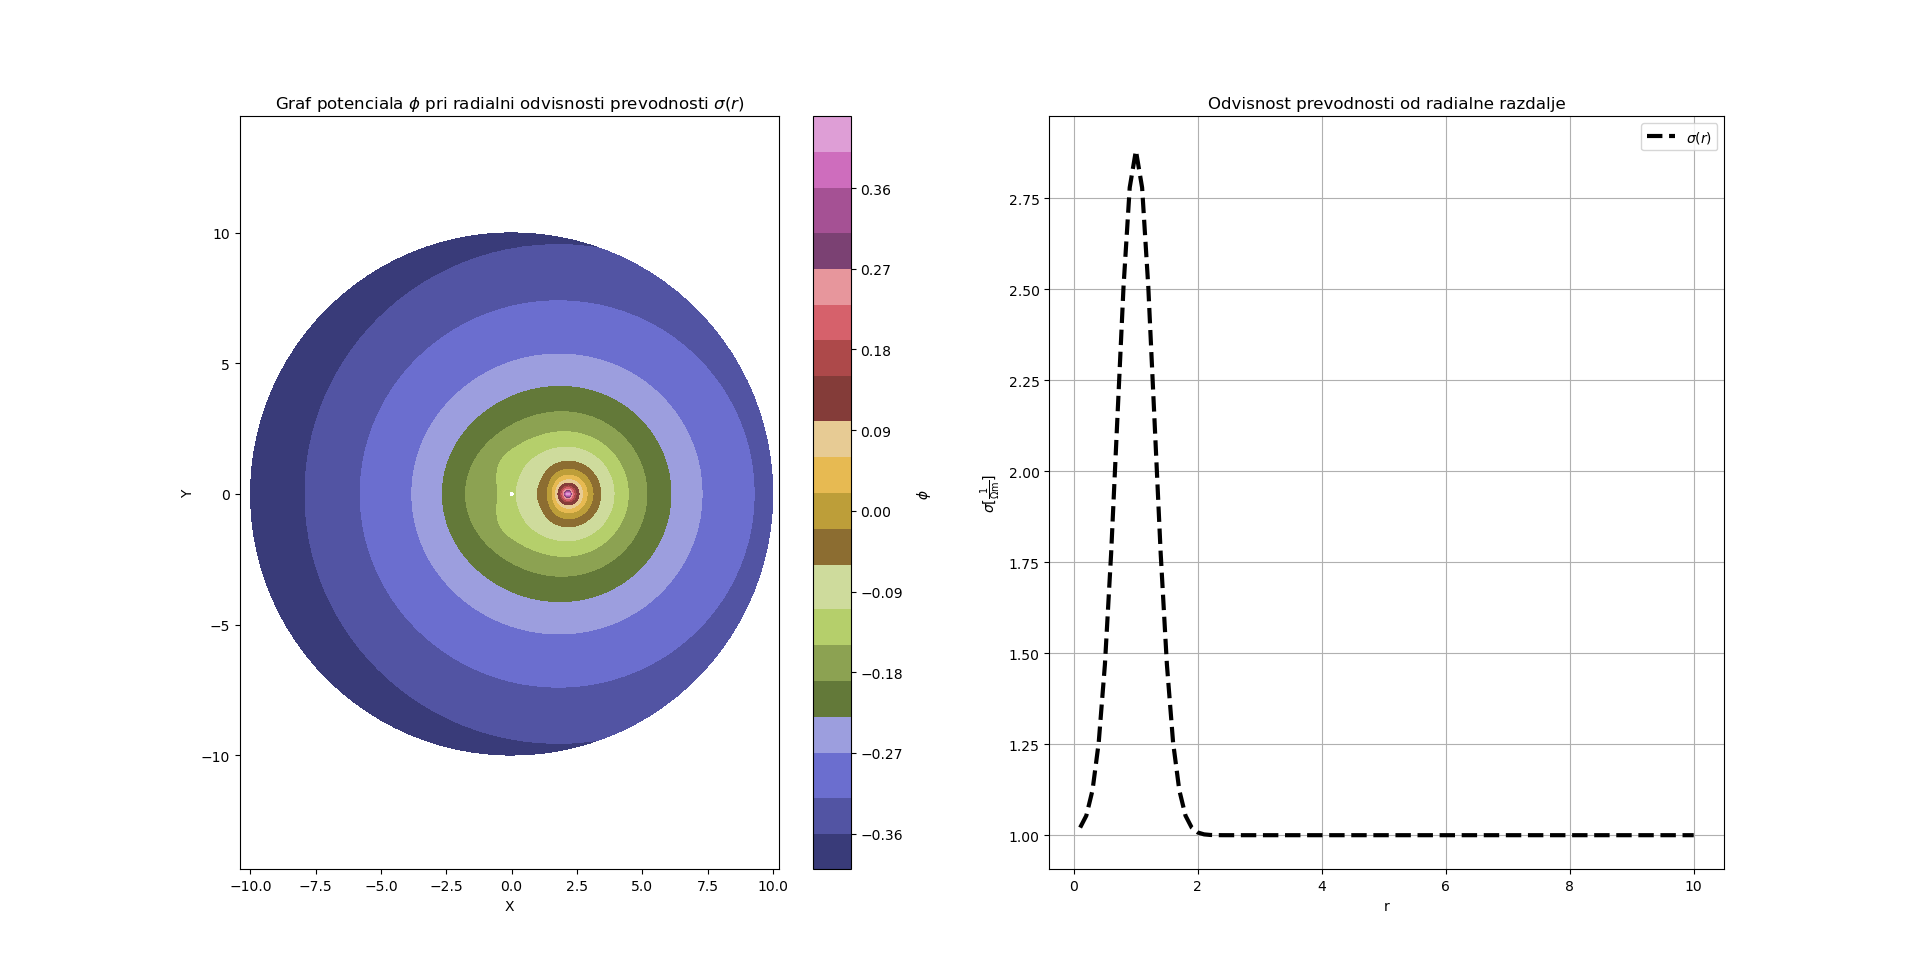 Graf potenciala ϕ pri radialni odvisnosti prevodnosti σ(r)
10
5
0
−5
−10
Y
−10.0 −7.5 −5.0 −2.5 0.0 2.5 5.0 7.5 10.0
X
0.36
0.27
0.18
0.09
0.00
−0.09
−0.18
−0.27
−0.36
ϕ
Odvisnost prevodnosti od radialne razdalje
σ(r)
2.75
2.50
2.25
2.00
1.75
1.50
1.25
1.00
σ[1/Ωm]
0 2 4 6 8 10
r